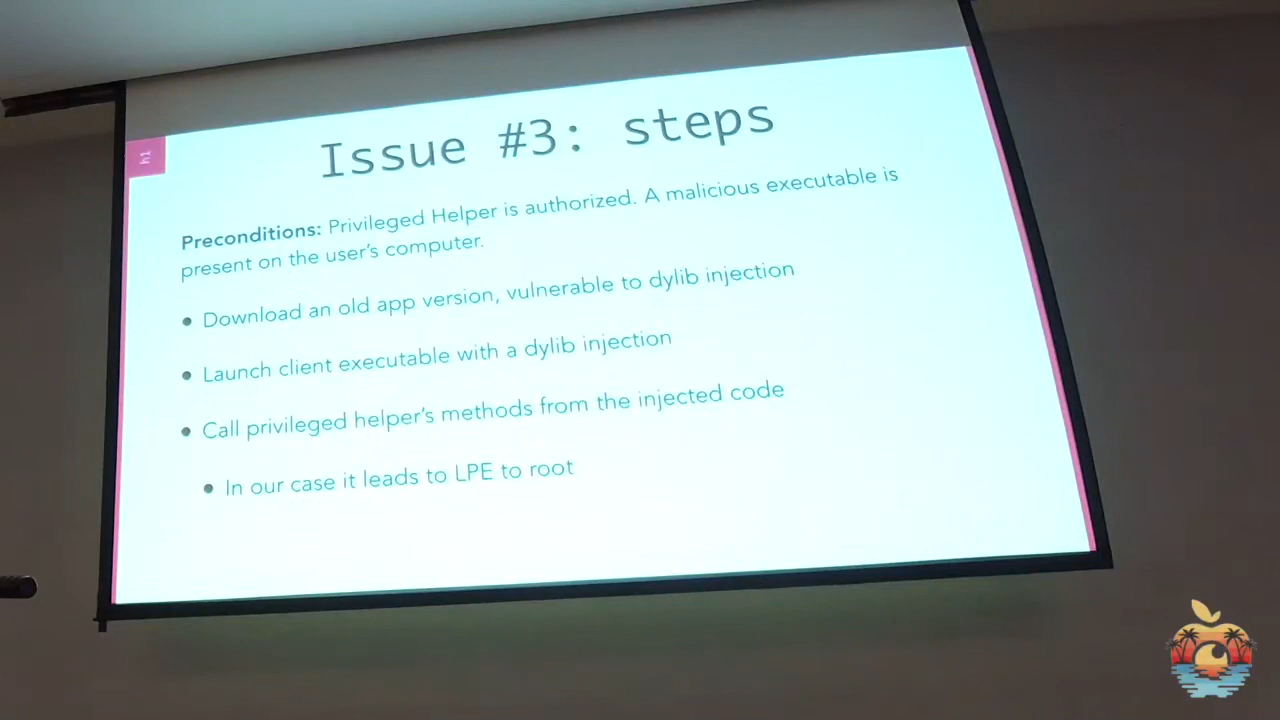 Issue #3: steps
Preconditions: Privileged Helper is authorized. A malicious executable is
present on the user's computer.
Download an old app version, vulnerable to dylib injection
Launch client executable with a dylib injection
Call privileged helper's methods from the injected code
In our case it leads to LPE to root